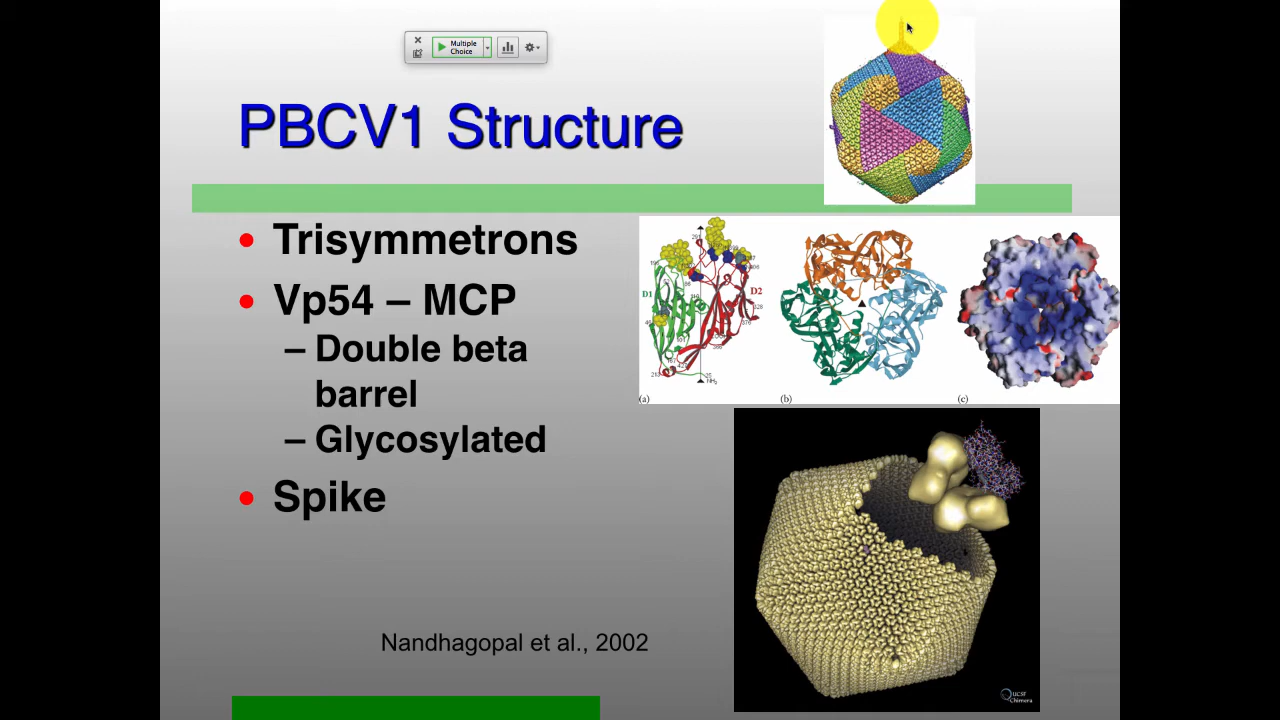 Multiple
Choice
PBCV1 Structure
• Trisymmetrons
• Vp54 – MCP
– Double beta
barrel
– Glycosylated
• Spike
D1
D2
NH₂
(a)
(b)
(c)
Nandhagopal et al., 2002
UCSF
Chimera